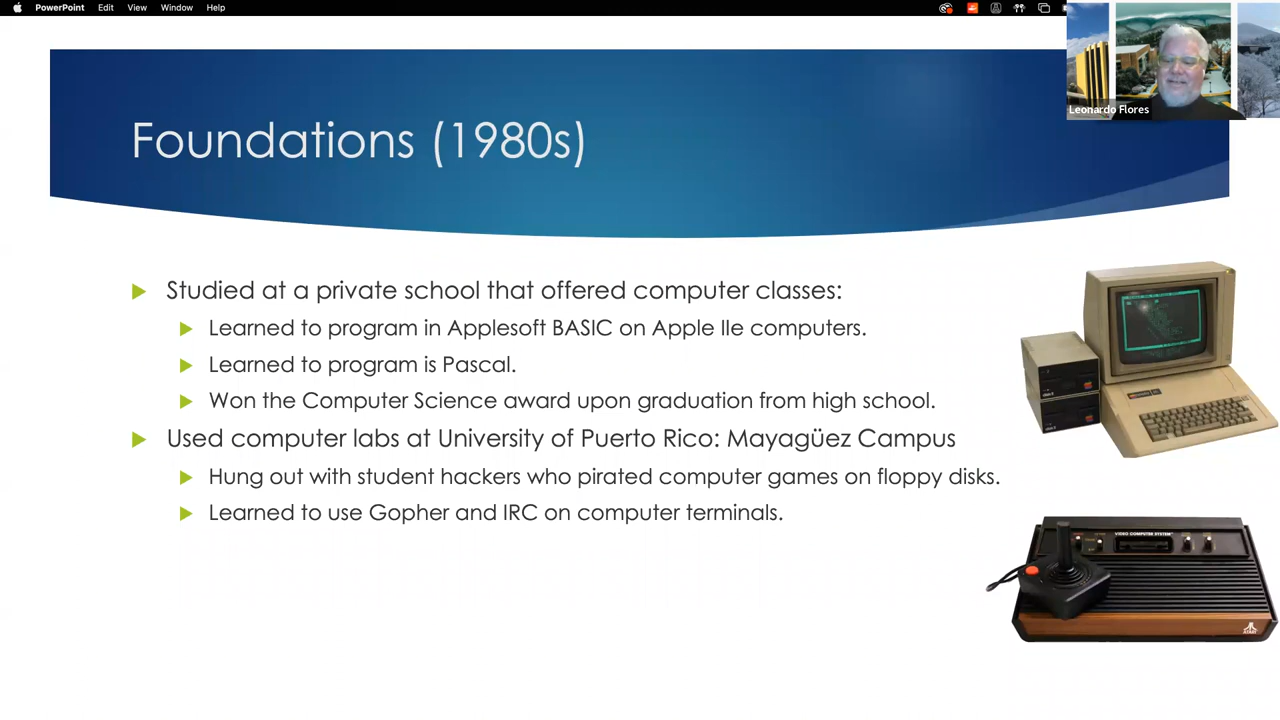 PowerPoint Edit View Window Help
Leonardo Flores
Foundations (1980s)
Studied at a private school that offered computer classes:
Learned to program in Applesoft BASIC on Apple IIe computers.
Learned to program is Pascal.
Won the Computer Science award upon graduation from high school.
Used computer labs at University of Puerto Rico: Mayagüez Campus
Hung out with student hackers who pirated computer games on floppy disks.
Learned to use Gopher and IRC on computer terminals.
VIDEO COMPUTER SYSTEM
ATARI